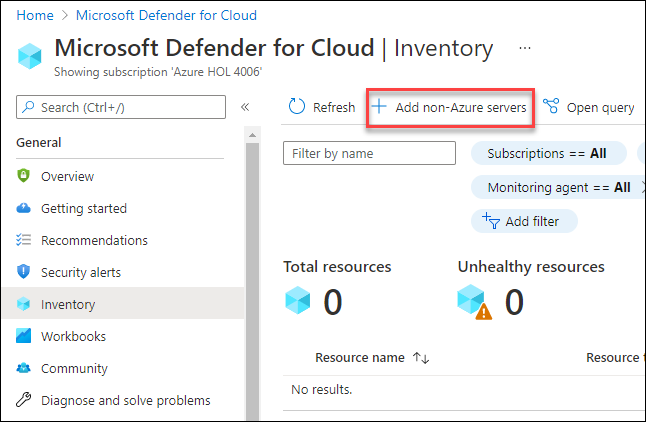 Home > Microsoft Defender for Cloud
Microsoft Defender for Cloud | Inventory ...
Showing subscription 'Azure HOL 4006'
Search (Ctrl+/) «
Refresh + Add non-Azure servers Open query
General
Overview
Getting started
Recommendations
Security alerts
Inventory
Workbooks
Community
Diagnose and solve problems
Filter by name
Subscriptions == All
Monitoring agent == All
Add filter
Total resources
0
Unhealthy resources
0
Resource name ↑↓ Resource
No results.